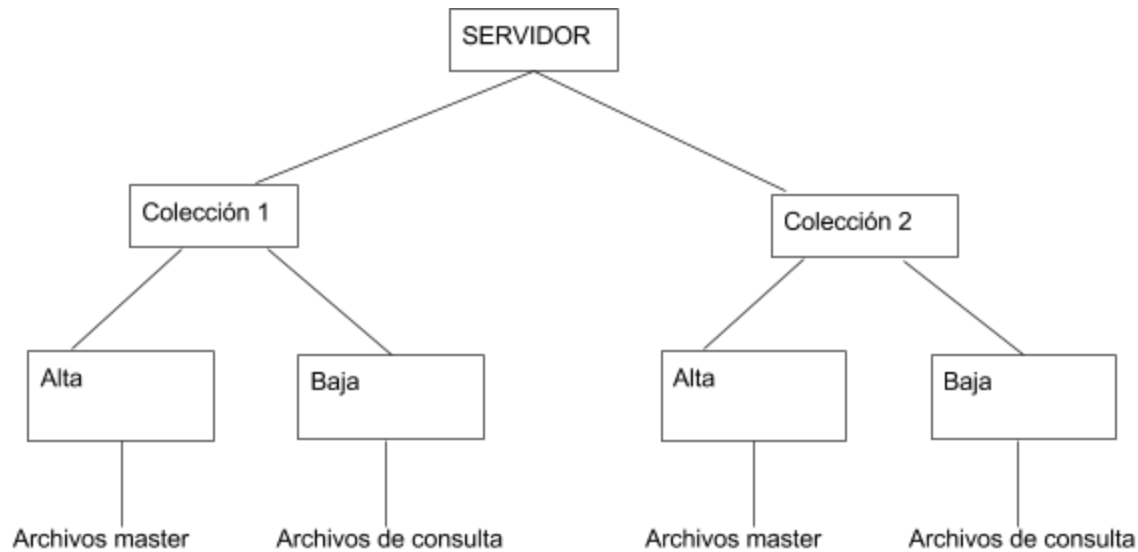 SERVIDOR
Colección 1
Colección 2
Alta
Baja
Alta
Baja
Archivos master
Archivos de consulta
Archivos master
Archivos de consulta